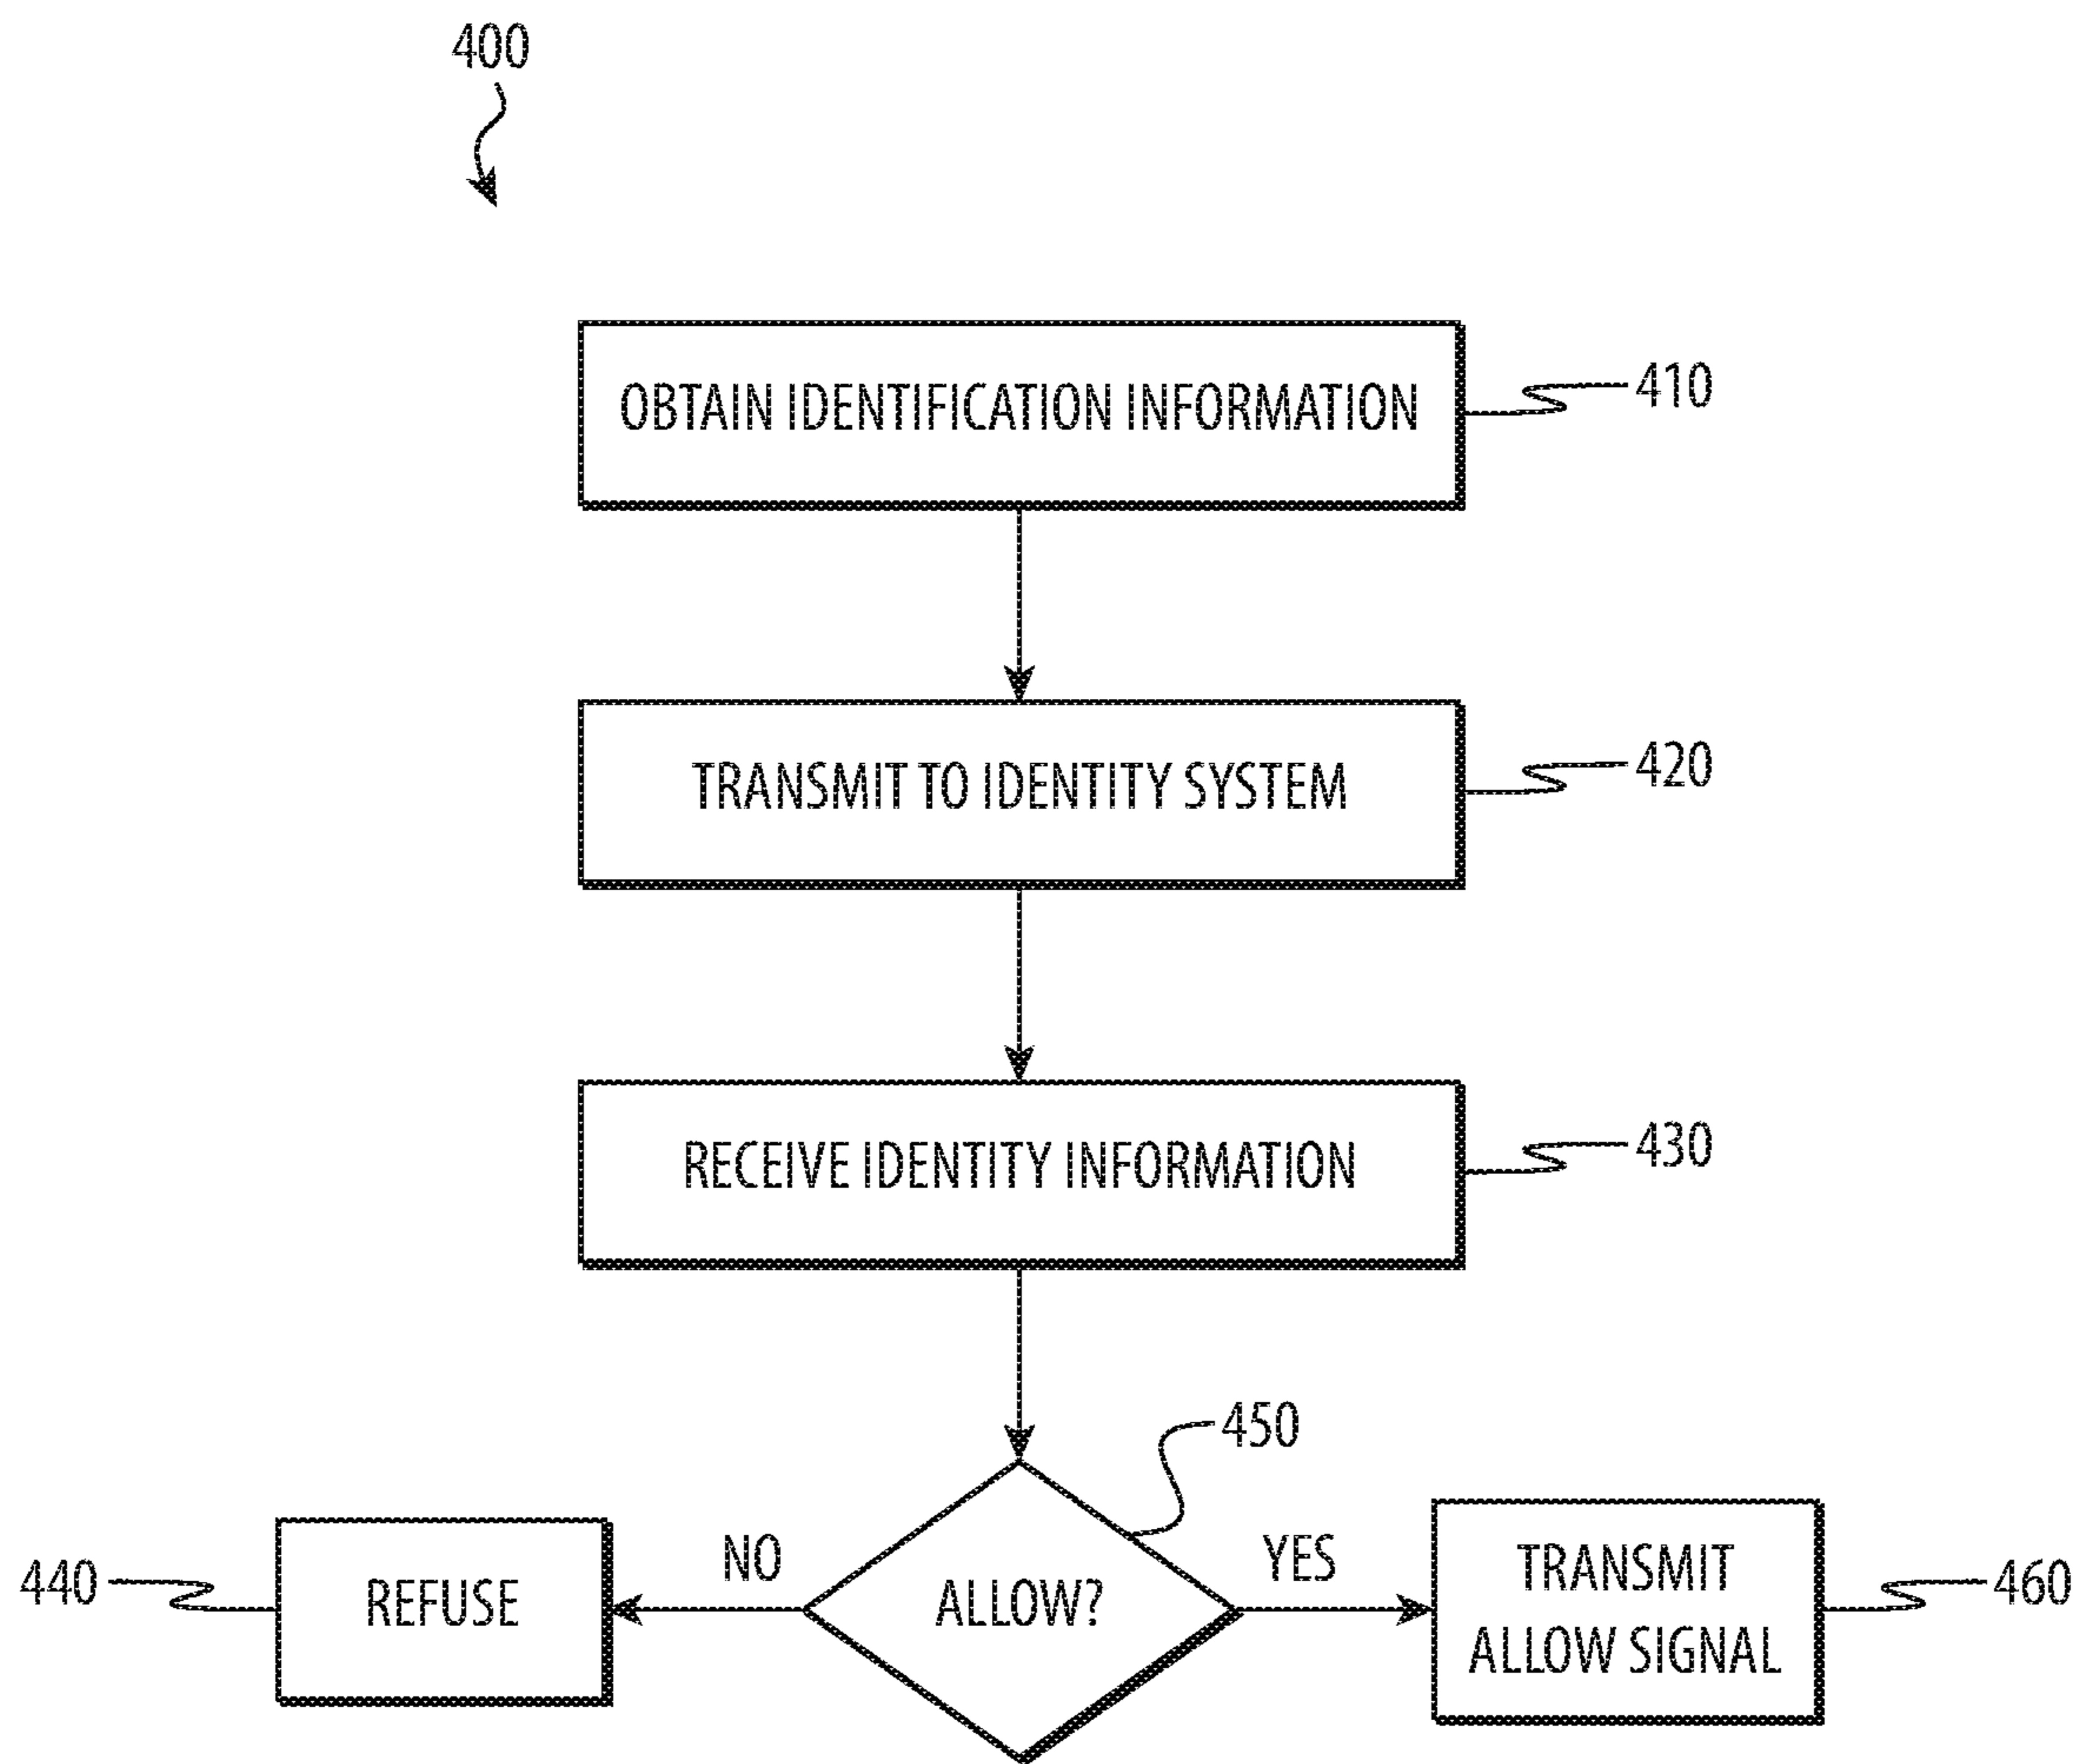 400
OBTAIN IDENTIFICATION INFORMATION
410
TRANSMIT TO IDENTITY SYSTEM
420
RECEIVE IDENTITY INFORMATION
430
450
440
REFUSE
NO
ALLOW?
YES
TRANSMIT
ALLOW SIGNAL
460